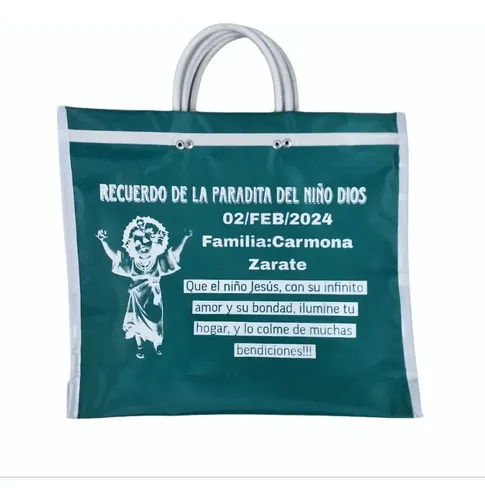 RECUERDO DE LA PARADITA DEL NIÑO DIOS
02/FEB/2024
Familia:Carmona
Zarate
Que el niño Jesús, con su infinito
amor y su bondad, ilumine tu
hogar, y lo colme de muchas
bendiciones!!!